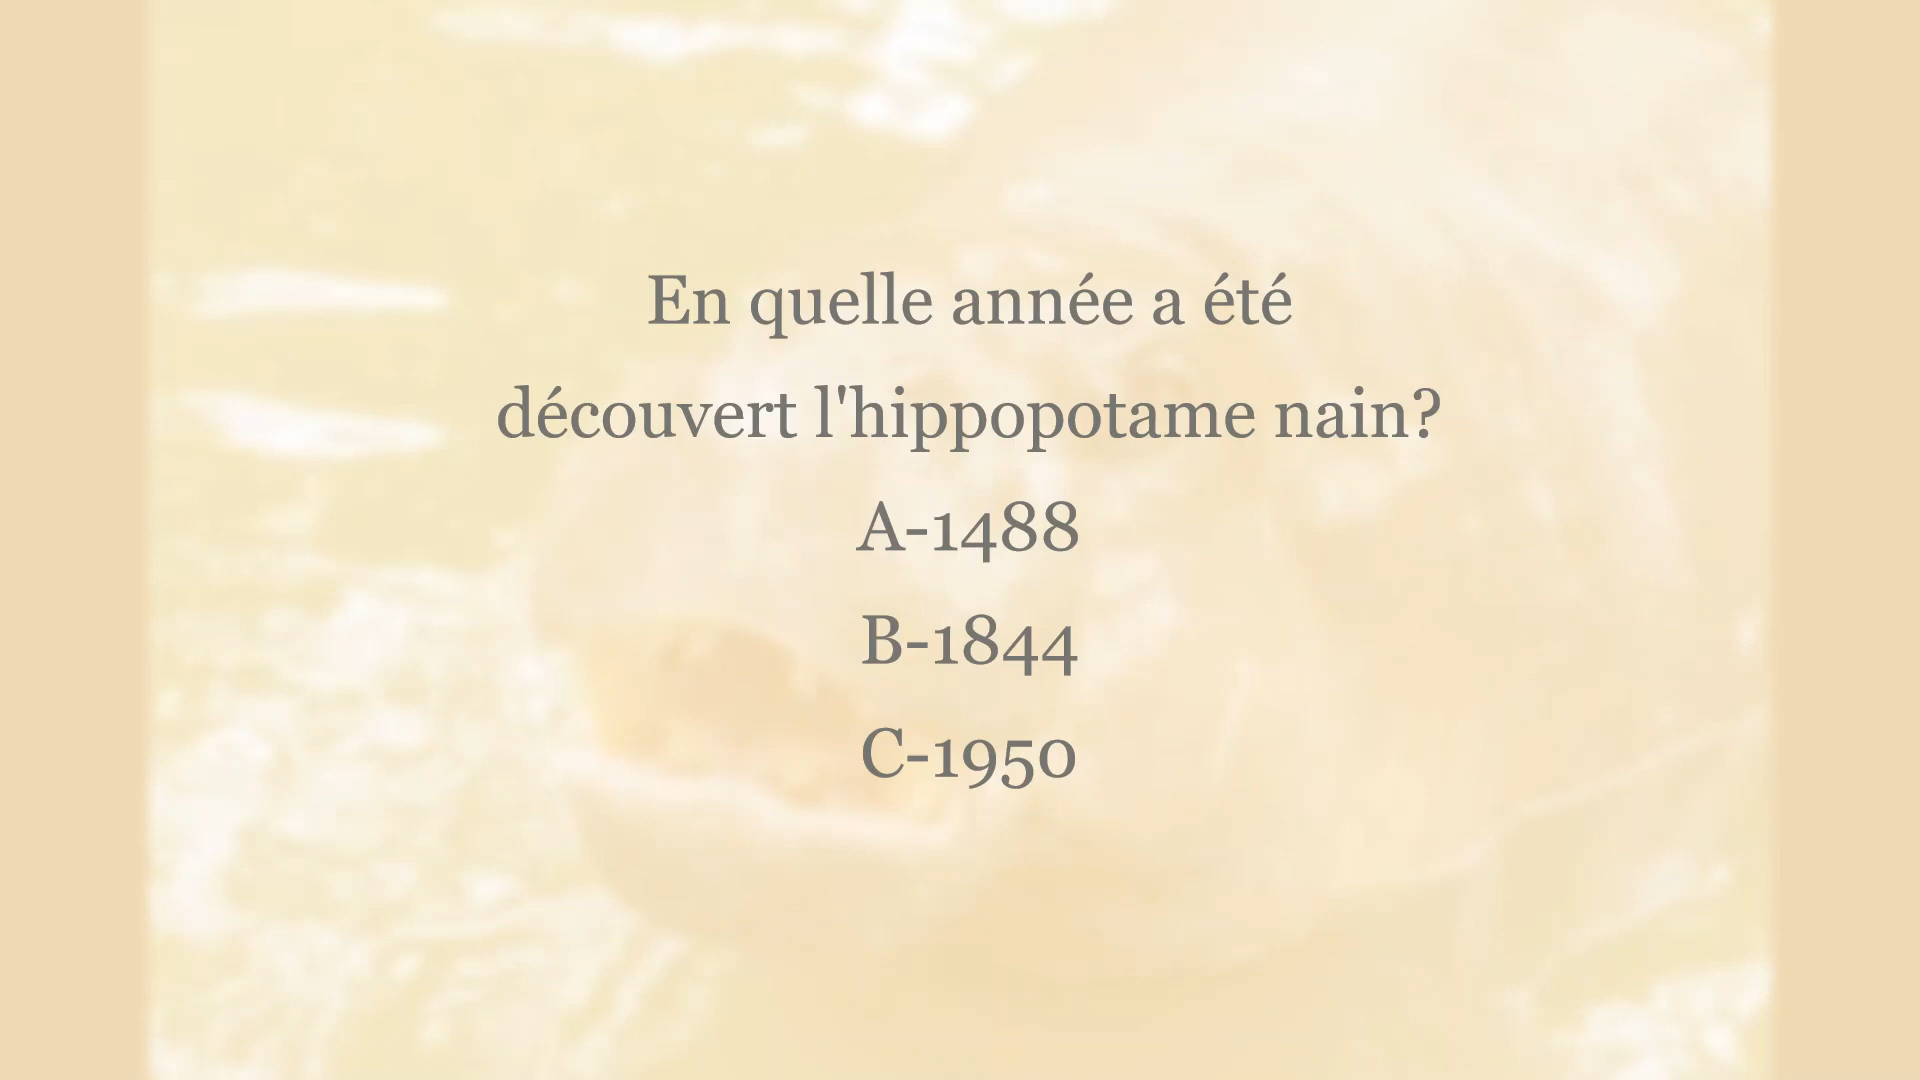 En quelle année a été
découvert l'hippopotame nain?
A-1488
B-1844
C-1950